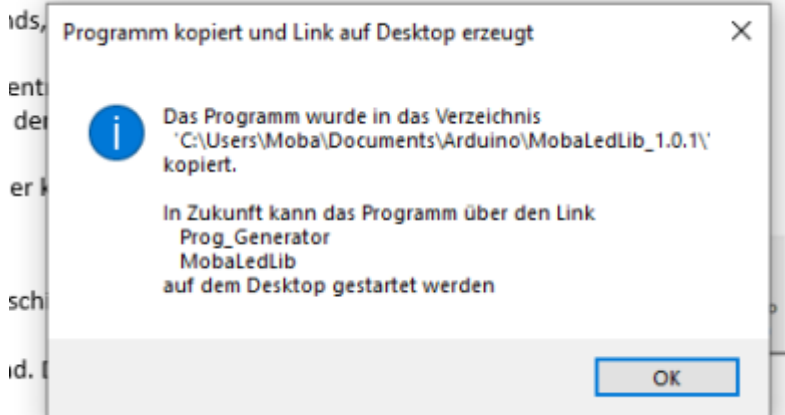 Programm kopiert und Link auf Desktop erzeugt
Das Programm wurde in das Verzeichnis
'C:\Users\Moba\Documents\Arduino\MobaLedLib_1.0.1\'
kopiert.
In Zukunft kann das Programm über den Link
Prog_Generator
MobaLedLib
auf dem Desktop gestartet werden
OK